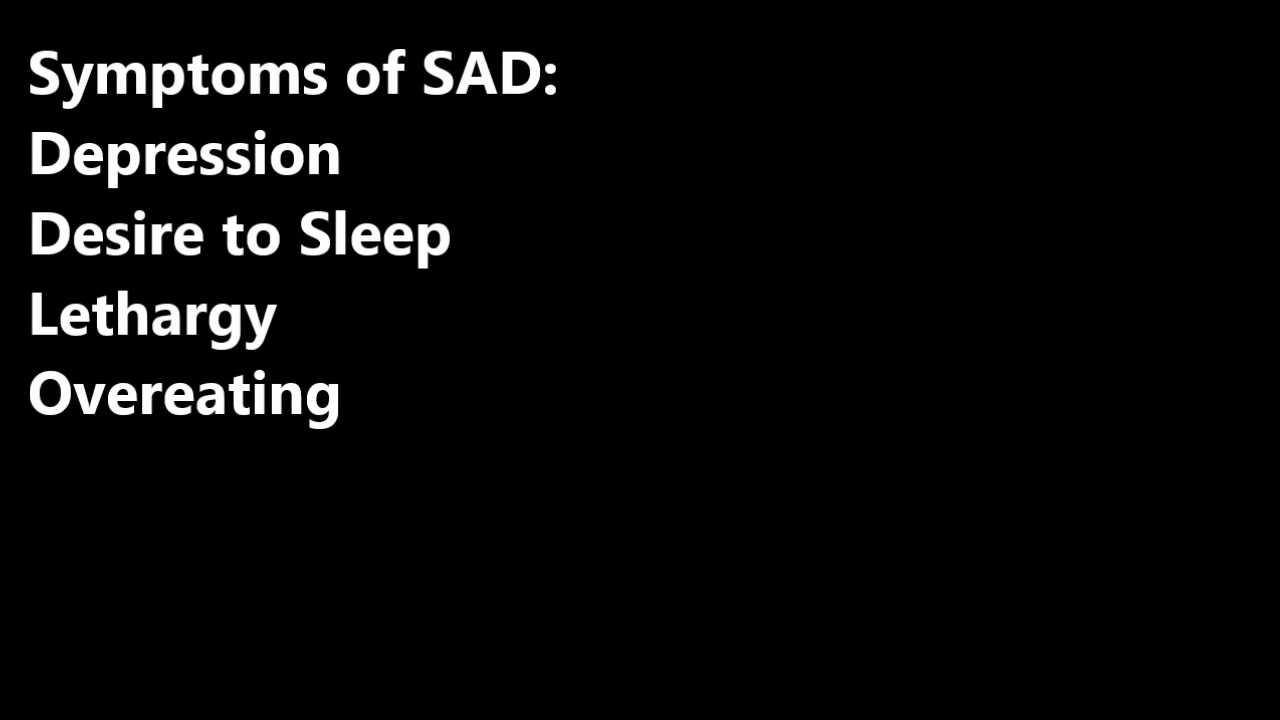 Symptoms of SAD:
Depression
Desire to Sleep
Lethargy
Overeating